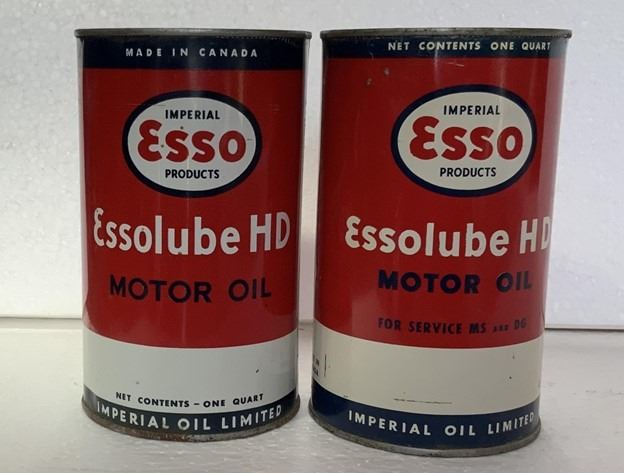 MADE IN CANADA
IMPERIAL
Esso
PRODUCTS
Essolube HD
MOTOR OIL
NET CONTENTS - ONE QUART
IMPERIAL OIL LIMITED
NET CONTENTS ONE QUART
IMPERIAL
Esso
PRODUCTS
Essolube HD
MOTOR OIL
FOR SERVICE MS AND DG
IMPERIAL OIL LIMITED